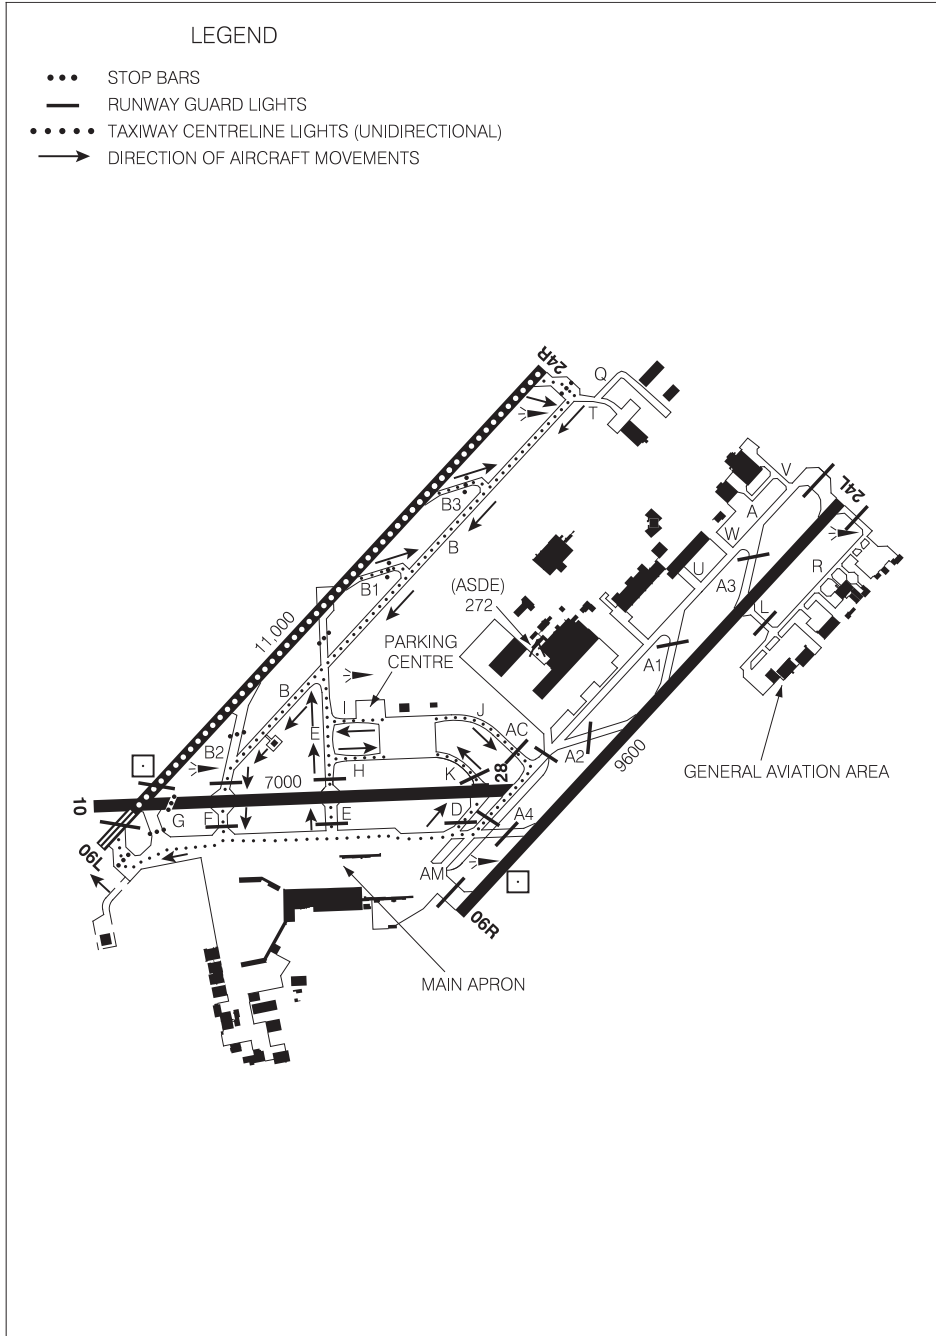 LEGEND
STOP BARS
RUNWAY GUARD LIGHTS
TAXIWAY CENTRELINE LIGHTS (UNIDIRECTIONAL)
DIRECTION OF AIRCRAFT MOVEMENTS
24R
Q
T
V
24L
B3
A
W
B
R
U
A3
B1
(ASDE)
272
L
11,000
PARKING
CENTRE
A1
B
I
J
E
AC
B2
A2
9600
H
K
28
GENERAL AVIATION AREA
7000
10
G
F
E
D
A4
06L
AM
06R
MAIN APRON